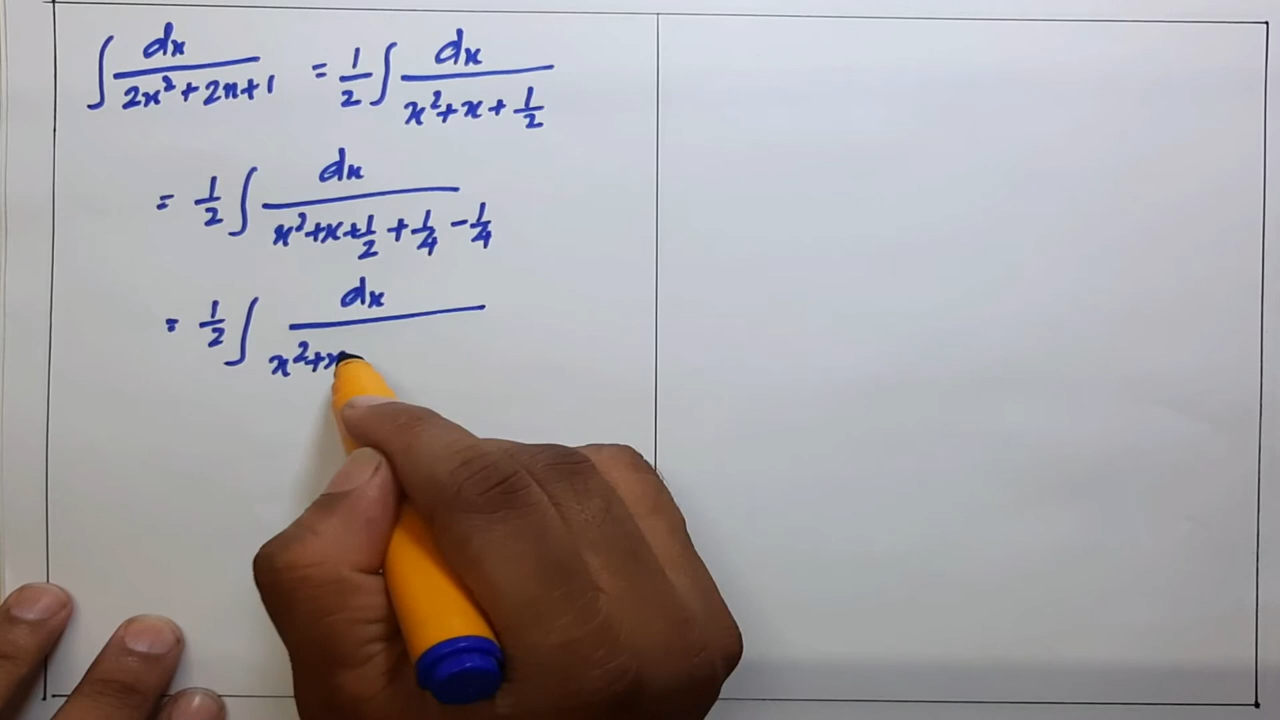 ∫ dx/(2x²+2x+1) = 1/2 ∫ dx/(x²+x+1/2)
= 1/2 ∫ dx/(x²+x+1/2+1/4-1/4)
= 1/2 ∫ dx/(x²+x